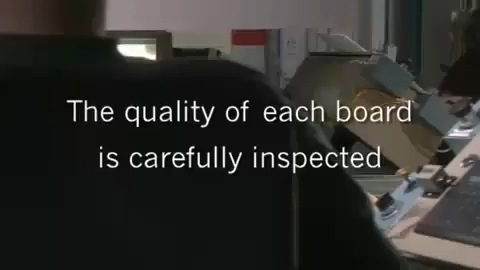 The quality of each board
is carefully inspected